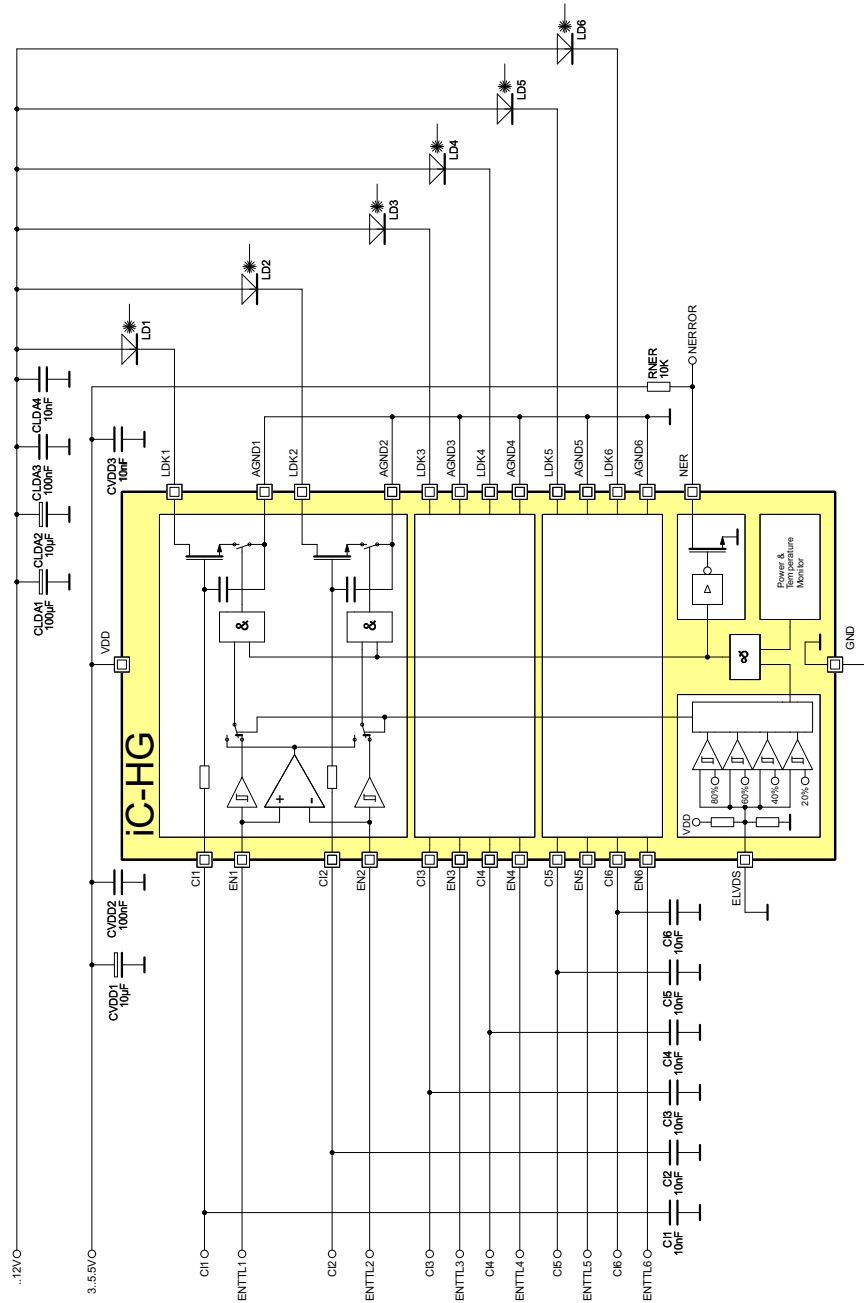 ..12V
3..5.5V
CLDA1
100µF
CLDA2
10µF
CLDA3
100nF
CLDA4
10nF
CVDD1
10µF
CVDD2
100nF
CVDD3
10nF
LD1
LD2
LD3
LD4
LD5
LD6
VDD
iC-HG
CI1
CI1
LDK1
ENTTL1
EN1
AGND1
CI2
CI2
LDK2
ENTTL2
EN2
AGND2
+
-
&
&
CI3
CI3
LDK3
ENTTL3
EN3
AGND3
CI4
CI4
LDK4
ENTTL4
EN4
AGND4
CI5
CI5
LDK5
ENTTL5
EN5
AGND5
CI6
CI6
LDK6
ENTTL6
EN6
AGND6
CI1
10nF
CI2
10nF
CI3
10nF
CI4
10nF
CI5
10nF
CI6
10nF
RNER
10K
NER
NERROR
VDD
80%
60%
40%
20%
&
Power &
Temperature
Monitor
ELVDS
GND